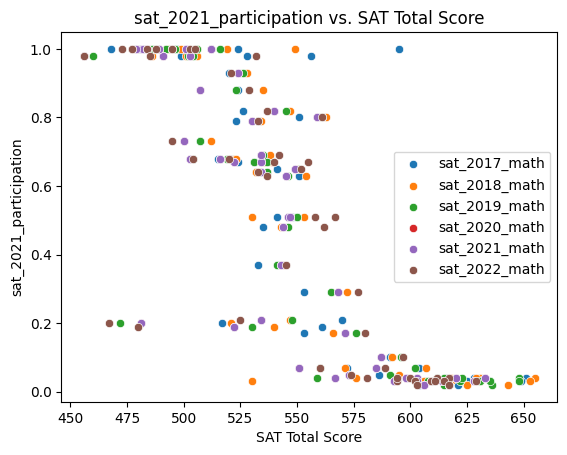 sat_2021_participation vs. SAT Total Score
1.0
0.8
0.6
0.4
0.2
0.0
sat_2021_participation
sat_2017_math
sat_2018_math
sat_2019_math
sat_2020_math
sat_2021_math
sat_2022_math
450 475 500 525 550 575 600 625 650
SAT Total Score